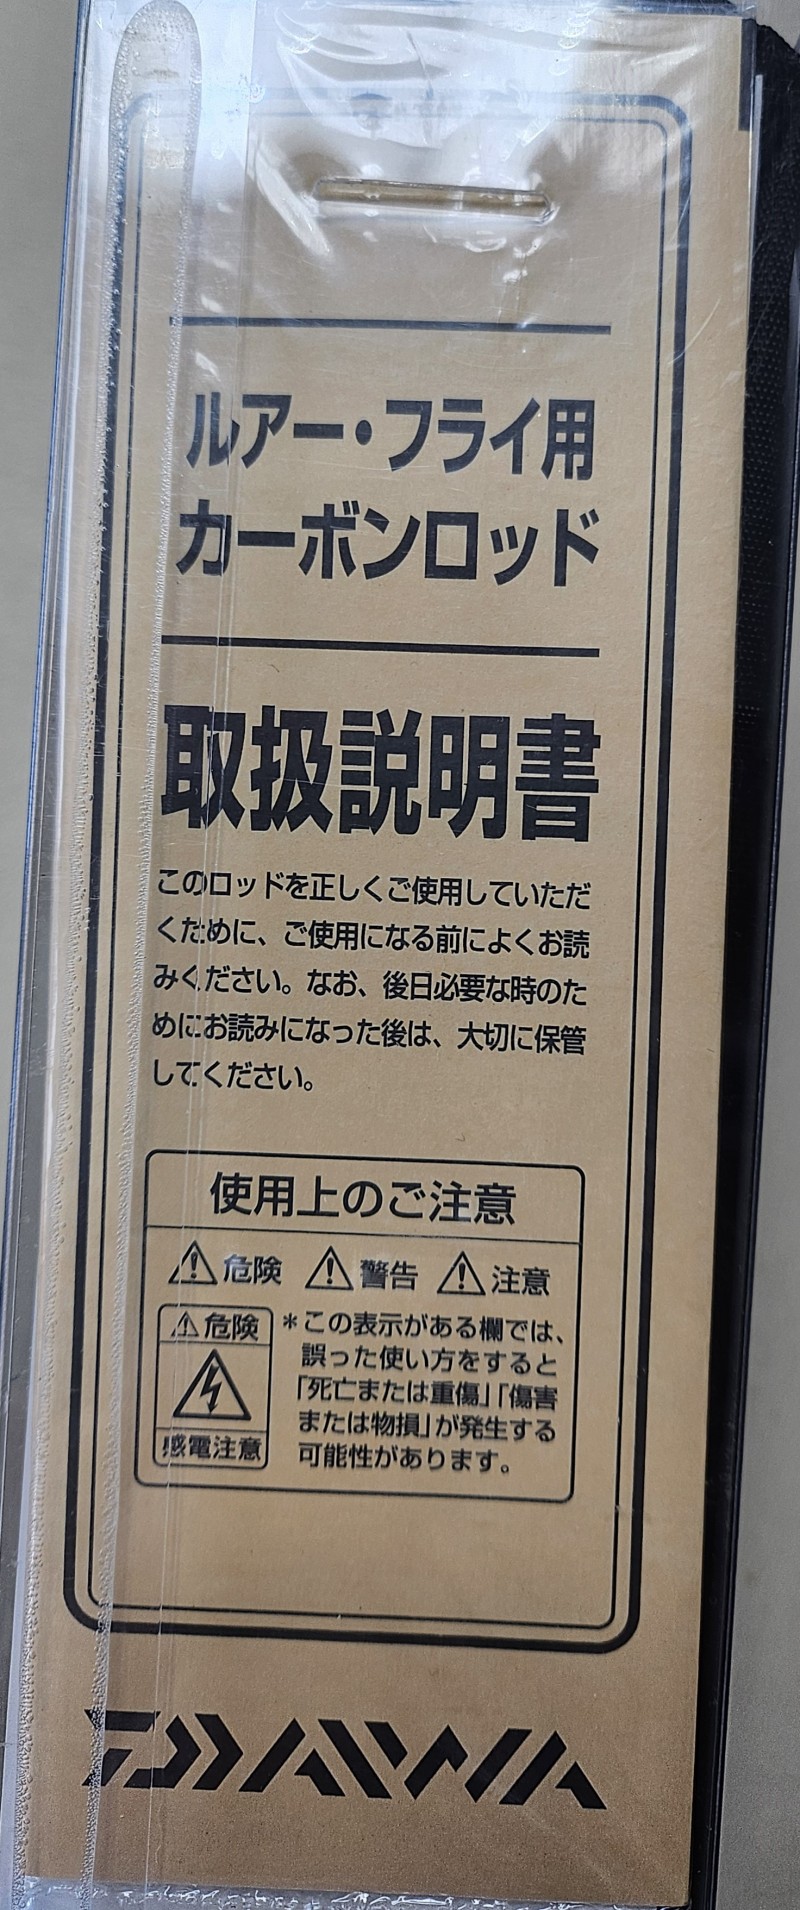 ルアー・フライ用
カーボンロッド
取扱説明書
このロッドを正しくご使用していただ
くために、ご使用になる前によくお読
みください。なお、後日必要な時のた
めにお読みになった後は、大切に保管
してください。
使用上のご注意
⚠危険 ⚠警告 ⚠注意
⚠危険
感電注意
＊この表示がある欄では、
誤った使い方をすると
「死亡または重傷」「傷害
または物損」が発生する
可能性があります。
DAIWA